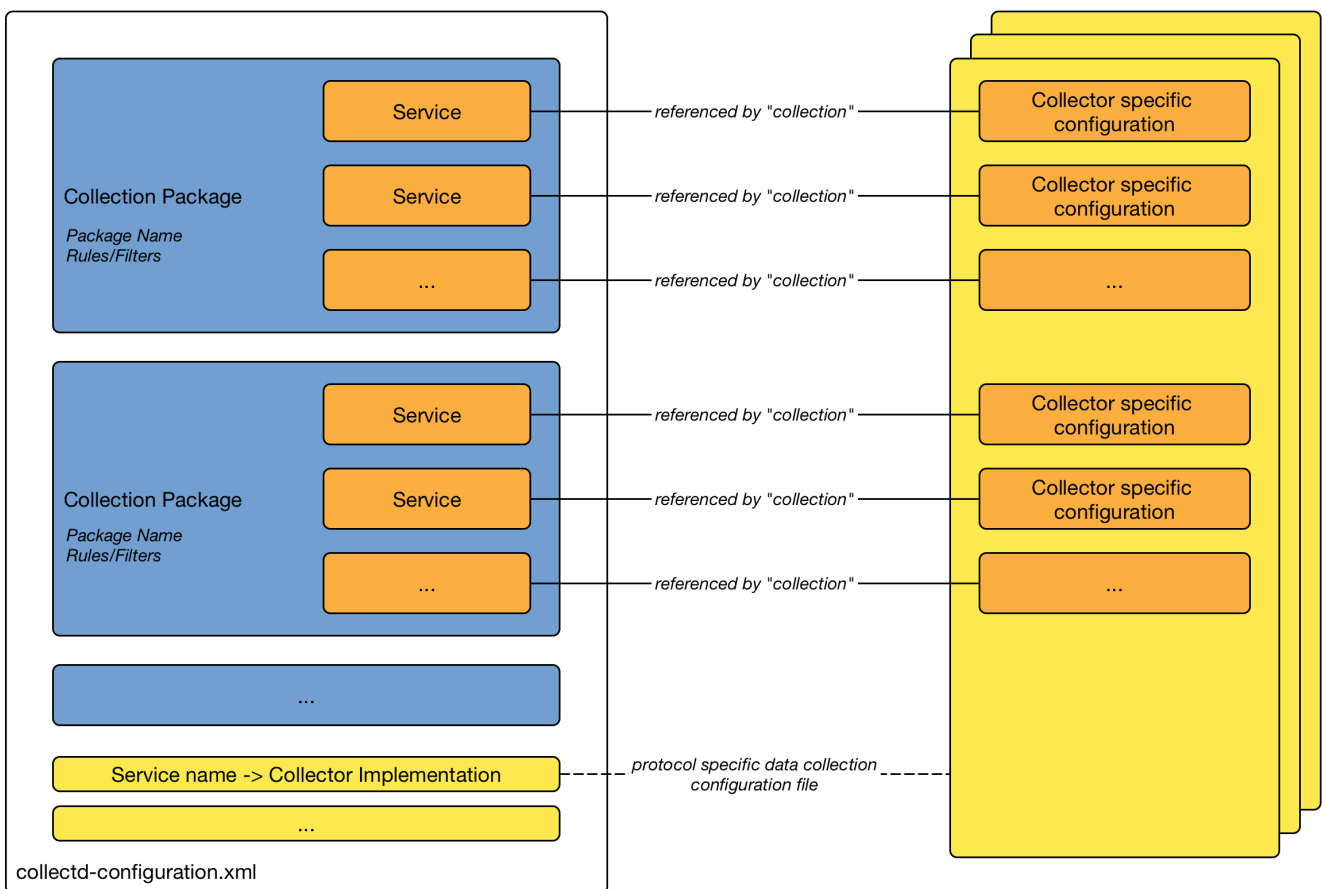 Service
referenced by "collection"
Collector specific
configuration
Collection Package
Package Name
Rules/Filters
Service
referenced by "collection"
Collector specific
configuration
...
referenced by "collection"
...
Service
referenced by "collection"
Collector specific
configuration
Collection Package
Package Name
Rules/Filters
Service
referenced by "collection"
Collector specific
configuration
...
referenced by "collection"
...
...
Service name -> Collector Implementation
protocol specific data collection
configuration file
...
collectd-configuration.xml